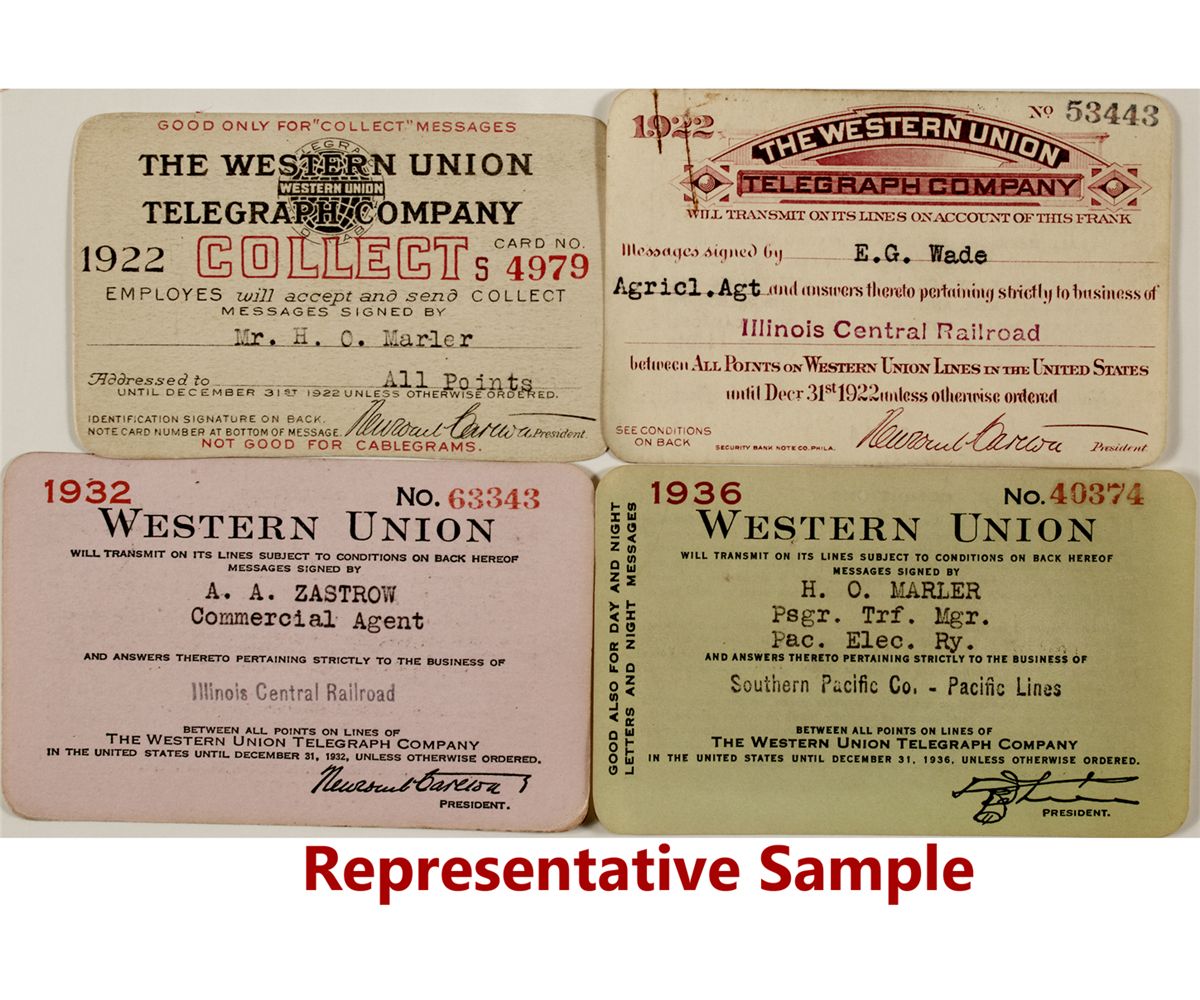 GOOD ONLY FOR "COLLECT" MESSAGES
THE WESTERN UNION
WESTERN UNION
TELEGRAPH COMPANY
1922 COLLECT CARD NO.
S 4979
EMPLOYES will accept and send COLLECT
MESSAGES SIGNED BY
Mr. H. O. Marler
Addressed to All Points
UNTIL DECEMBER 31ST 1922 UNLESS OTHERWISE ORDERED.
IDENTIFICATION SIGNATURE ON BACK.
NOTE CARD NUMBER AT BOTTOM OF MESSAGE. Newcomb Carlton President.
NOT GOOD FOR CABLEGRAMS.
1922 No 53443
THE WESTERN UNION
TELEGRAPH COMPANY
WILL TRANSMIT ON ITS LINES ON ACCOUNT OF THIS FRANK
Messages signed by E.G. Wade
Agricl.Agt and answers thereto pertaining strictly to business of
Illinois Central Railroad
between ALL POINTS ON WESTERN UNION LINES IN THE UNITED STATES
until Decr 31st 1922 unless otherwise ordered
SEE CONDITIONS
ON BACK
SECURITY BANK NOTE CO. PHILA.
Newcomb Carlton President
1932 No. 63343
WESTERN UNION
WILL TRANSMIT ON ITS LINES SUBJECT TO CONDITIONS ON BACK HEREOF
MESSAGES SIGNED BY
A. A. ZASTROW
Commercial Agent
AND ANSWERS THERETO PERTAINING STRICTLY TO THE BUSINESS OF
Illinois Central Railroad
BETWEEN ALL POINTS ON LINES OF
THE WESTERN UNION TELEGRAPH COMPANY
IN THE UNITED STATES UNTIL DECEMBER 31, 1932, UNLESS OTHERWISE ORDERED.
Newcomb Carlton
PRESIDENT.
GOOD ALSO FOR DAY AND NIGHT
LETTERS AND NIGHT MESSAGES
1936 No. 40374
WESTERN UNION
WILL TRANSMIT ON ITS LINES SUBJECT TO CONDITIONS ON BACK HEREOF
MESSAGES SIGNED BY
H. O. MARLER
Psgr. Trf. Mgr.
Pac. Elec. Ry.
AND ANSWERS THERETO PERTAINING STRICTLY TO THE BUSINESS OF
Southern Pacific Co. - Pacific Lines
BETWEEN ALL POINTS ON LINES OF
THE WESTERN UNION TELEGRAPH COMPANY
IN THE UNITED STATES UNTIL DECEMBER 31, 1936, UNLESS OTHERWISE ORDERED.
PRESIDENT.
Representative Sample